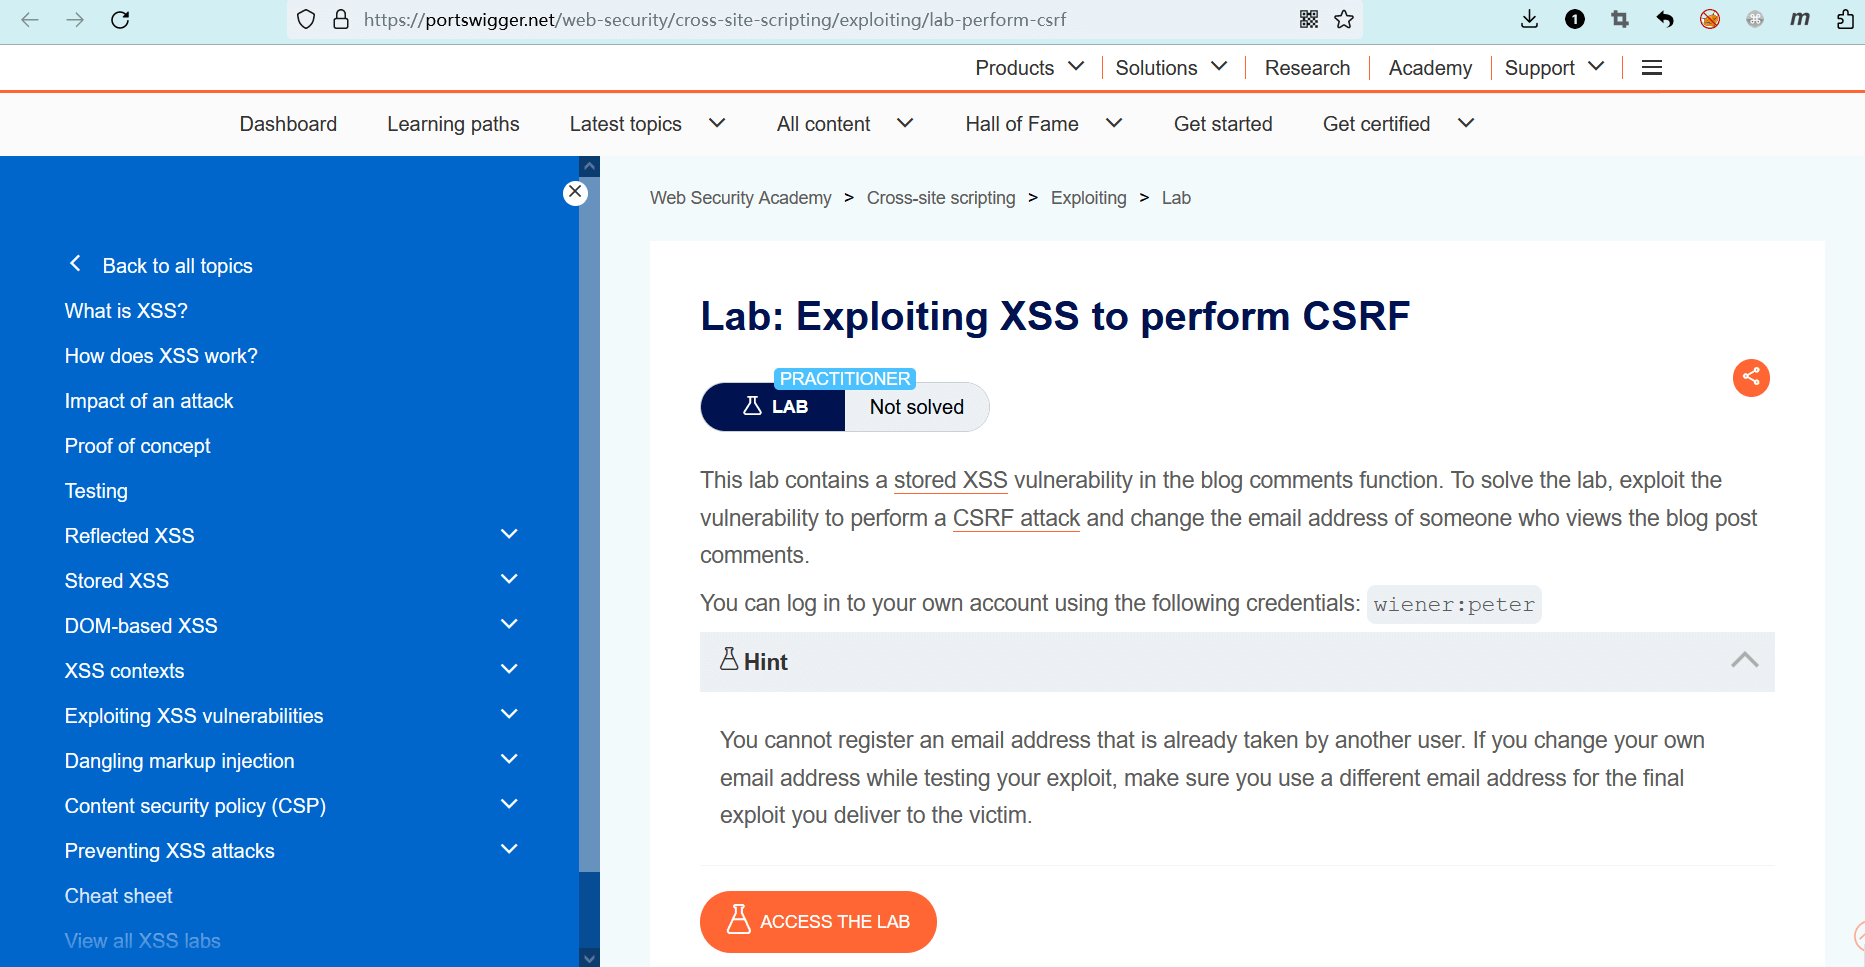 https://portswigger.net/web-security/cross-site-scripting/exploiting/lab-perform-csrf
1
m
Products
Solutions
Research
Academy
Support
Dashboard
Learning paths
Latest topics
All content
Hall of Fame
Get started
Get certified
Back to all topics
What is XSS?
How does XSS work?
Impact of an attack
Proof of concept
Testing
Reflected XSS
Stored XSS
DOM-based XSS
XSS contexts
Exploiting XSS vulnerabilities
Dangling markup injection
Content security policy (CSP)
Preventing XSS attacks
Cheat sheet
View all XSS labs
Web Security Academy > Cross-site scripting > Exploiting > Lab
Lab: Exploiting XSS to perform CSRF
PRACTITIONER
LAB
Not solved
This lab contains a stored XSS vulnerability in the blog comments function. To solve the lab, exploit the
vulnerability to perform a CSRF attack and change the email address of someone who views the blog post
comments.
You can log in to your own account using the following credentials: wiener:peter
Hint
You cannot register an email address that is already taken by another user. If you change your own
email address while testing your exploit, make sure you use a different email address for the final
exploit you deliver to the victim.
ACCESS THE LAB